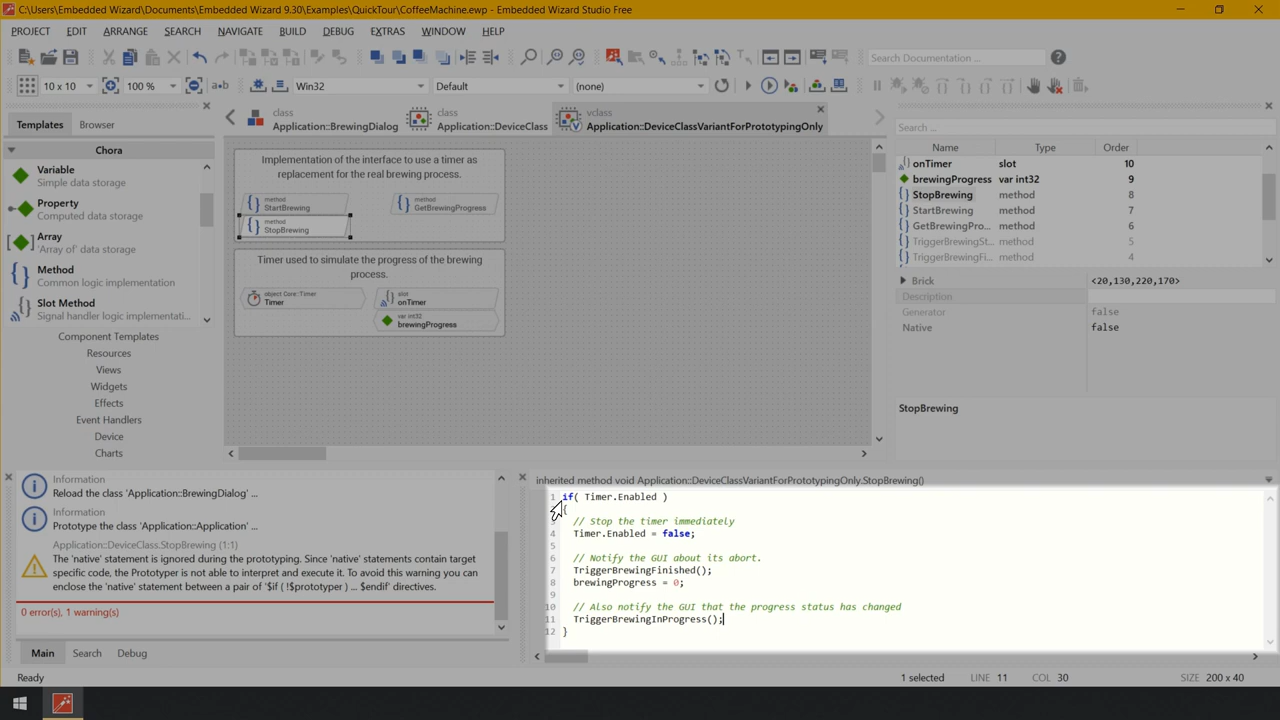 C:\Users\Embedded Wizard\Documents\Embedded Wizard 9.30\Examples\QuickTour\CoffeeMachine.ewp - Embedded Wizard Studio Free
PROJECT EDIT ARRANGE SEARCH NAVIGATE BUILD DEBUG EXTRAS WINDOW HELP
Search Documentation ...
10 x 10 100 % a↔b Win32 Default (none)
Templates Browser
class
Application::BrewingDialog
class
Application::DeviceClass
vclass
Application::DeviceClassVariantForPrototypingOnly
Chora
Variable
Simple data storage
Property
Computed data storage
Array
'Array of' data storage
Method
Common logic implementation
Slot Method
Signal handler logic implementati...
Component Templates
Resources
Views
Widgets
Effects
Event Handlers
Device
Charts
Implementation of the interface to use a timer as
replacement for the real brewing process.
method
StartBrewing
method
GetBrewingProgress
method
StopBrewing
Timer used to simulate the progress of the brewing
process.
object Core::Timer
Timer
slot
onTimer
var int32
brewingProgress
Search ...
Name Type Order
onTimer slot 10
brewingProgress var int32 9
StopBrewing method 8
StartBrewing method 7
GetBrewingPro... method 6
TriggerBrewingSt... method 5
TriggerBrewingFi... method 4
Brick <20,130,220,170>
Description
Generator false
Native false
StopBrewing
Information
Reload the class 'Application::BrewingDialog' ...
Information
Prototype the class 'Application::Application' ...
Application::DeviceClass.StopBrewing (1:1)
The 'native' statement is ignored during the prototyping. Since 'native' statements contain target
specific code, the Prototyper is not able to interpret and execute it. To avoid this warning you can
enclose the 'native' statement between a pair of '$if ( !$prototyper ) ... $endif' directives.
0 error(s), 1 warning(s)
Main Search Debug
inherited method void Application::DeviceClassVariantForPrototypingOnly.StopBrewing()
1 if( Timer.Enabled )
{
3 // Stop the timer immediately
4 Timer.Enabled = false;
5
6 // Notify the GUI about its abort.
7 TriggerBrewingFinished();
8 brewingProgress = 0;
9
10 // Also notify the GUI that the progress status has changed
11 TriggerBrewingInProgress();
12 }
Ready 1 selected LINE 11 COL 30 SIZE 200 x 40